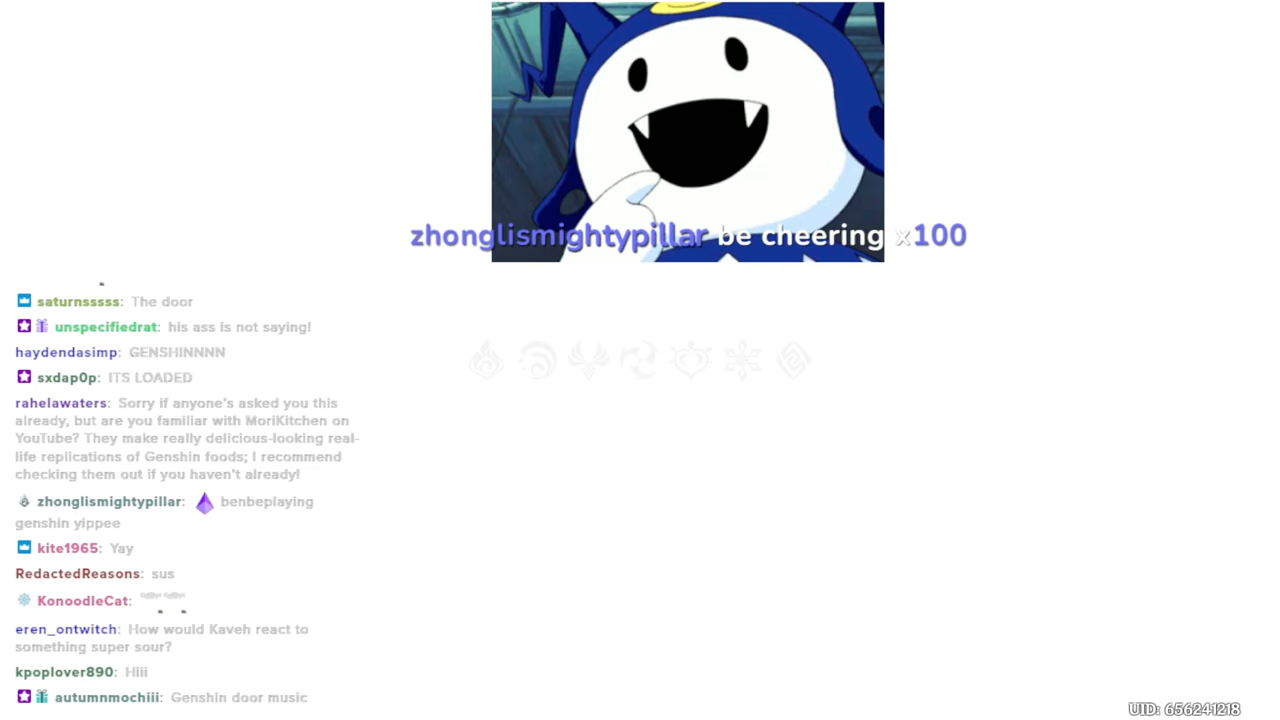 zhonglismightypillar be cheering x100
saturnsssss: The door
unspecifiedrat: his ass is not saying!
haydendasimp: GENSHINNNN
sxdap0p: ITS LOADED
rahelawaters: Sorry if anyone's asked you this
already, but are you familiar with MoriKitchen on
YouTube? They make really delicious-looking real-
life replications of Genshin foods; I recommend
checking them out if you haven't already!
zhonglismightypillar: benbeplaying
genshin yippee
kite1965: Yay
RedactedReasons: sus
KonoodleCat:
eren_ontwitch: How would Kaveh react to
something super sour?
kpoplover890: Hiii
autumnmochiii: Genshin door music
UID: 656241218